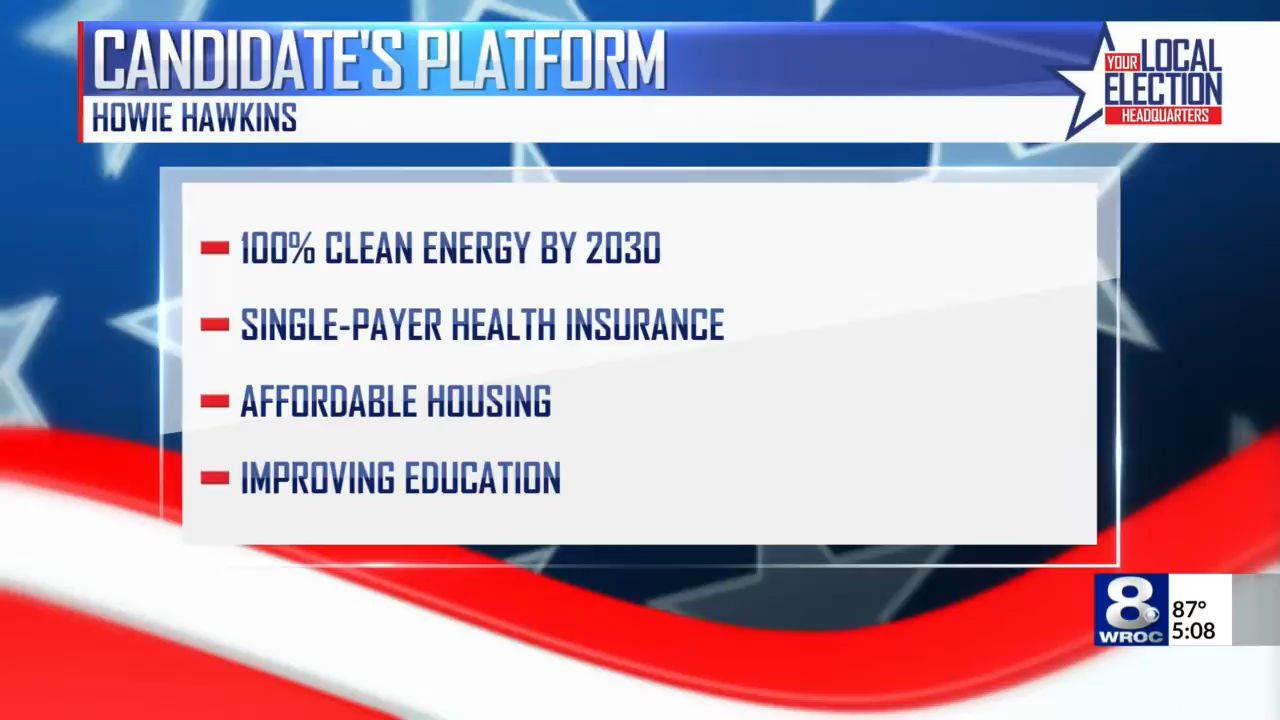 CANDIDATE'S PLATFORM
HOWIE HAWKINS
YOUR LOCAL
ELECTION
HEADQUARTERS
100% CLEAN ENERGY BY 2030
SINGLE-PAYER HEALTH INSURANCE
AFFORDABLE HOUSING
IMPROVING EDUCATION
8
WROC
87°
5:08